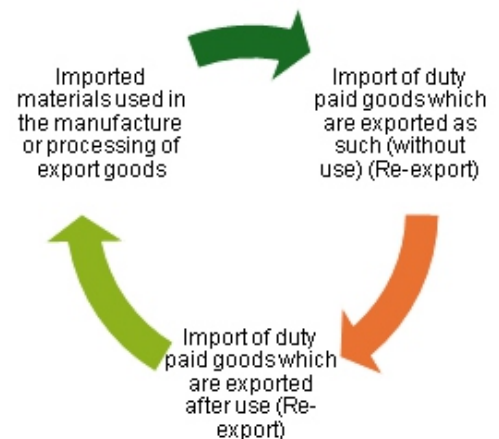 Imported
materials used in
the manufacture
or processing of
export goods
Import of duty
paid goods which
are exported as
such (without
use) (Re-export)
Import of duty
paid goods which
are exported
after use (Re-
export)